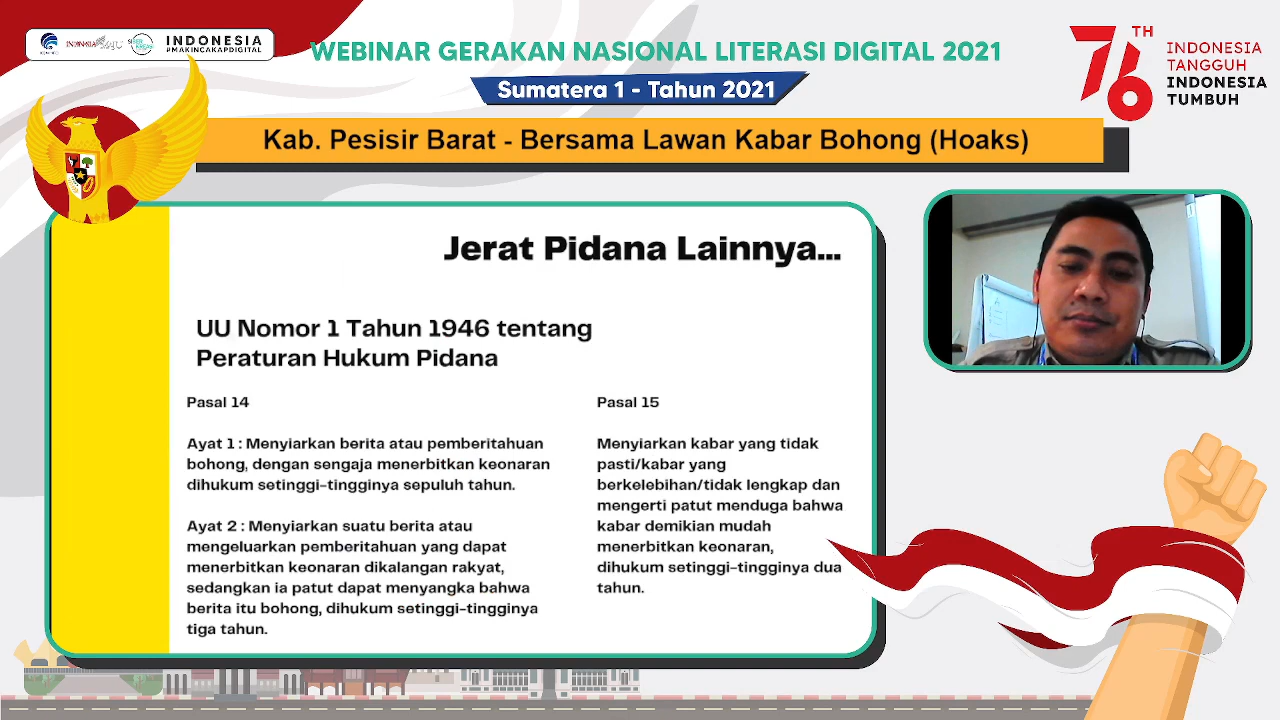 INDONESIA
#MAKINCAKAPDIGITAL
WEBINAR GERAKAN NASIONAL LITERASI DIGITAL 2021
Sumatera 1 - Tahun 2021
76TH
INDONESIA
TANGGUH
INDONESIA
TUMBUH
Kab. Pesisir Barat - Bersama Lawan Kabar Bohong (Hoaks)
Jerat Pidana Lainnya...
UU Nomor 1 Tahun 1946 tentang
Peraturan Hukum Pidana
Pasal 14
Ayat 1 : Menyiarkan berita atau pemberitahuan
bohong, dengan sengaja menerbitkan keonaran
dihukum setinggi-tingginya sepuluh tahun.
Ayat 2 : Menyiarkan suatu berita atau
mengeluarkan pemberitahuan yang dapat
menerbitkan keonaran dikalangan rakyat,
sedangkan ia patut dapat menyangka bahwa
berita itu bohong, dihukum setinggi-tingginya
tiga tahun.
Pasal 15
Menyiarkan kabar yang tidak
pasti/kabar yang
berkelebihan/tidak lengkap dan
mengerti patut menduga bahwa
kabar demikian mudah
menerbitkan keonaran,
dihukum setinggi-tingginya dua
tahun.